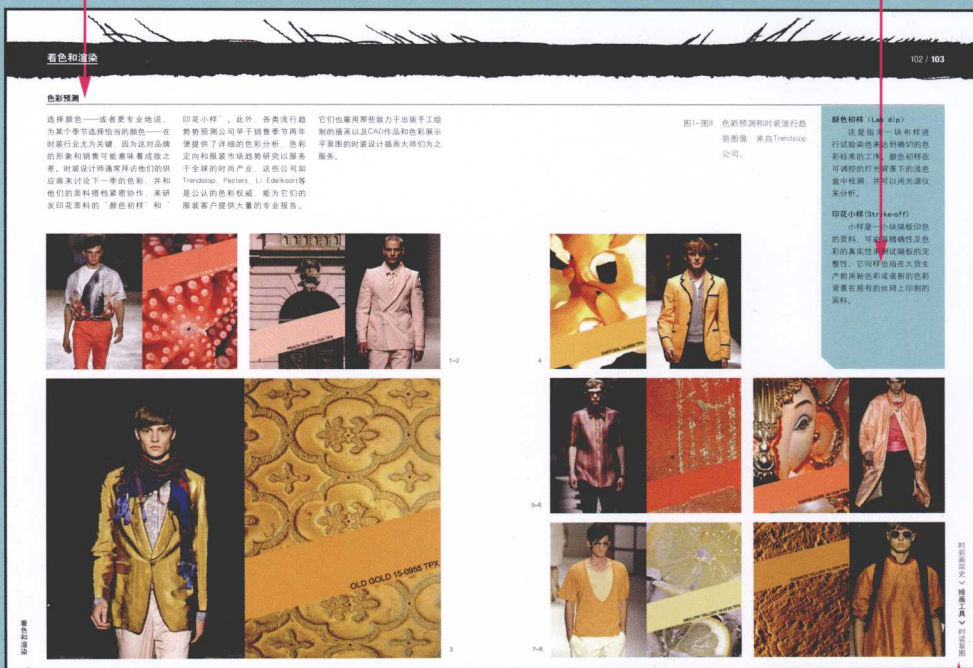 着色和渲染
102 / 103
色彩预测
选择颜色——或者更专业地说，
为某个季节选择恰当的颜色——在
时装行业尤为关键，因为这对品牌
的形象和销售可能意味着成败之
差。时装设计师通常拜访他们的供
应商来讨论下一季的色彩，并和
他们的面料搭档紧密协作，来研
发印花面料的“颜色初样”和“
印花小样”。此外，各类流行趋
势势预测公司早于销售季节两年
便提供了详细的色彩分析、色彩
定向和服装市场趋势研究以服务
于全球的时尚产业，这些公司如
Trendstop、Peclers、Li Edelkoort等
是公认的色彩权威，能为它们的
服装客户提供大量的专业报告。
它们也雇用那些致力于出版手工绘
制的插画以及CAD作品和色彩展示
平面图的时装设计插画大师们为之
服务。
图1~图8 色彩预测和时装流行趋
势图像，来自Trendstop
公司。
颜色初样（Lab dip）
这是指用一块布样进
行试验染色来达到确切的色
彩标准的工序。颜色初样在
可调控的灯光背景下的浅色
盒中检测，并可以用光谱仪
来分析。
印花小样(Strike-off)
小样是一块隔板印色
的面料，可由其精确性及色
彩的真实性来测试隔板的完
整性。它同样也指在大货生
产前用新色彩或者新的色彩
背景在原有的丝网上印制的
面料。
1-2
4
OLD GOLD 15-0955 TPX
3
5-6
7-8
着色和渲染
时装画简史 > 绘画工具 > 时装草图